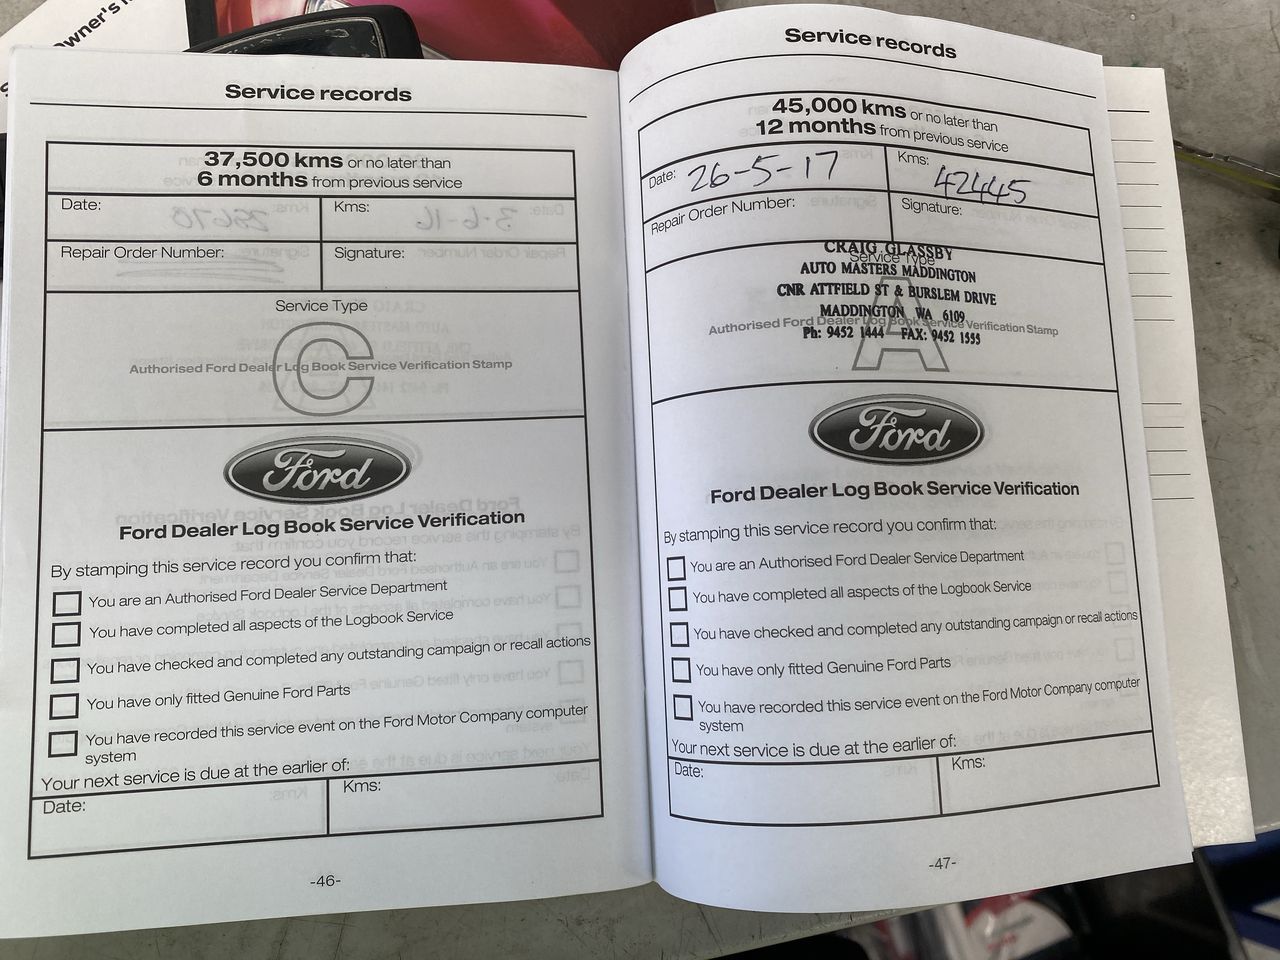 Owner's
Service records
37,500 kms or no later than
6 months from previous service
Date:
Kms:
Repair Order Number:
Signature:
Service Type
C
Authorised Ford Dealer Log Book Service Verification Stamp
Ford
Ford Dealer Log Book Service Verification
By stamping this service record you confirm that:
You are an Authorised Ford Dealer Service Department
You have completed all aspects of the Logbook Service
You have checked and completed any outstanding campaign or recall actions
You have only fitted Genuine Ford Parts
You have recorded this service event on the Ford Motor Company computer
system
Your next service is due at the earlier of:
Date:
Kms:
-46-
Service records
45,000 kms or no later than
12 months from previous service
Date: 26-5-17
Kms: 42445
Repair Order Number:
Signature:
CRAIG GLASSBY
Service Type
AUTO MASTERS MADDINGTON
CNR ATTFIELD ST & BURSLEM DRIVE
MADDINGTON WA 6109
A
Authorised Ford Dealer Log Book Service Verification Stamp
Ph: 9452 1444 FAX: 9452 1555
Ford
Ford Dealer Log Book Service Verification
By stamping this service record you confirm that:
You are an Authorised Ford Dealer Service Department
You have completed all aspects of the Logbook Service
You have checked and completed any outstanding campaign or recall actions
You have only fitted Genuine Ford Parts
You have recorded this service event on the Ford Motor Company computer
system
Your next service is due at the earlier of:
Date:
Kms:
-47-